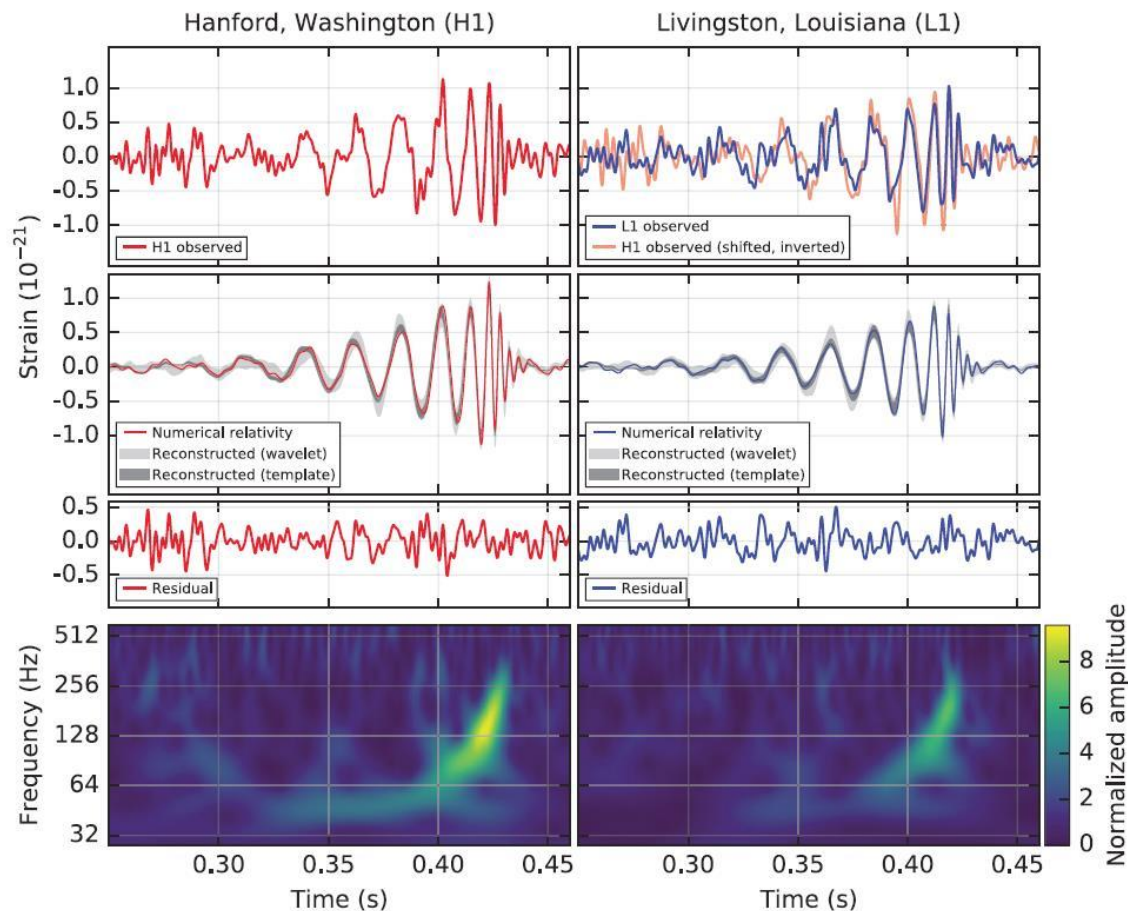 Hanford, Washington (H1)
Livingston, Louisiana (L1)
Strain (10⁻²¹)
1.0
0.5
0.0
-0.5
-1.0
H1 observed
L1 observed
H1 observed (shifted, inverted)
1.0
0.5
0.0
-0.5
-1.0
Numerical relativity
Reconstructed (wavelet)
Reconstructed (template)
Numerical relativity
Reconstructed (wavelet)
Reconstructed (template)
0.5
0.0
-0.5
Residual
Residual
Frequency (Hz)
512
256
128
64
32
0.30
0.35
0.40
0.45
Time (s)
0.30
0.35
0.40
0.45
Time (s)
8
6
4
2
0
Normalized amplitude